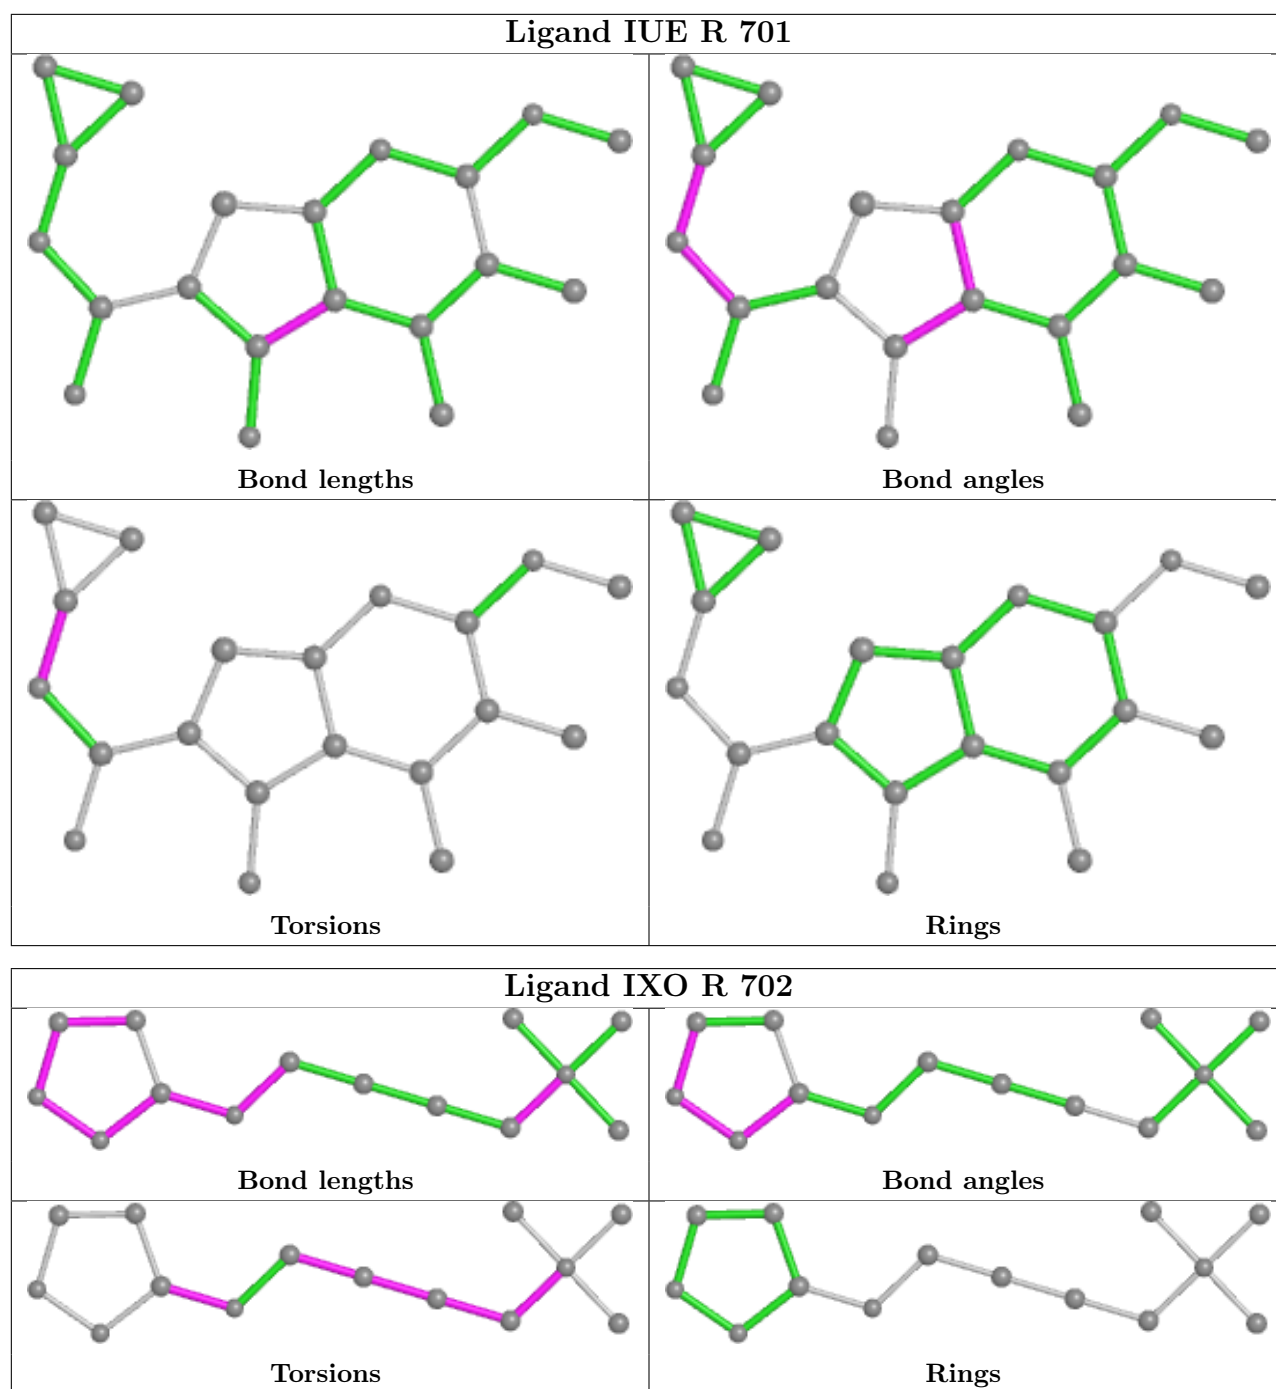 Ligand IUE R 701
Bond lengths
Bond angles
Torsions
Rings
Ligand IXO R 702
Bond lengths
Bond angles
Torsions
Rings